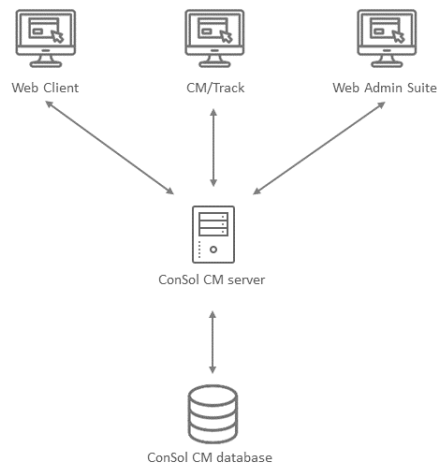 Web Client
CM/Track
Web Admin Suite
ConSol CM server
ConSol CM database